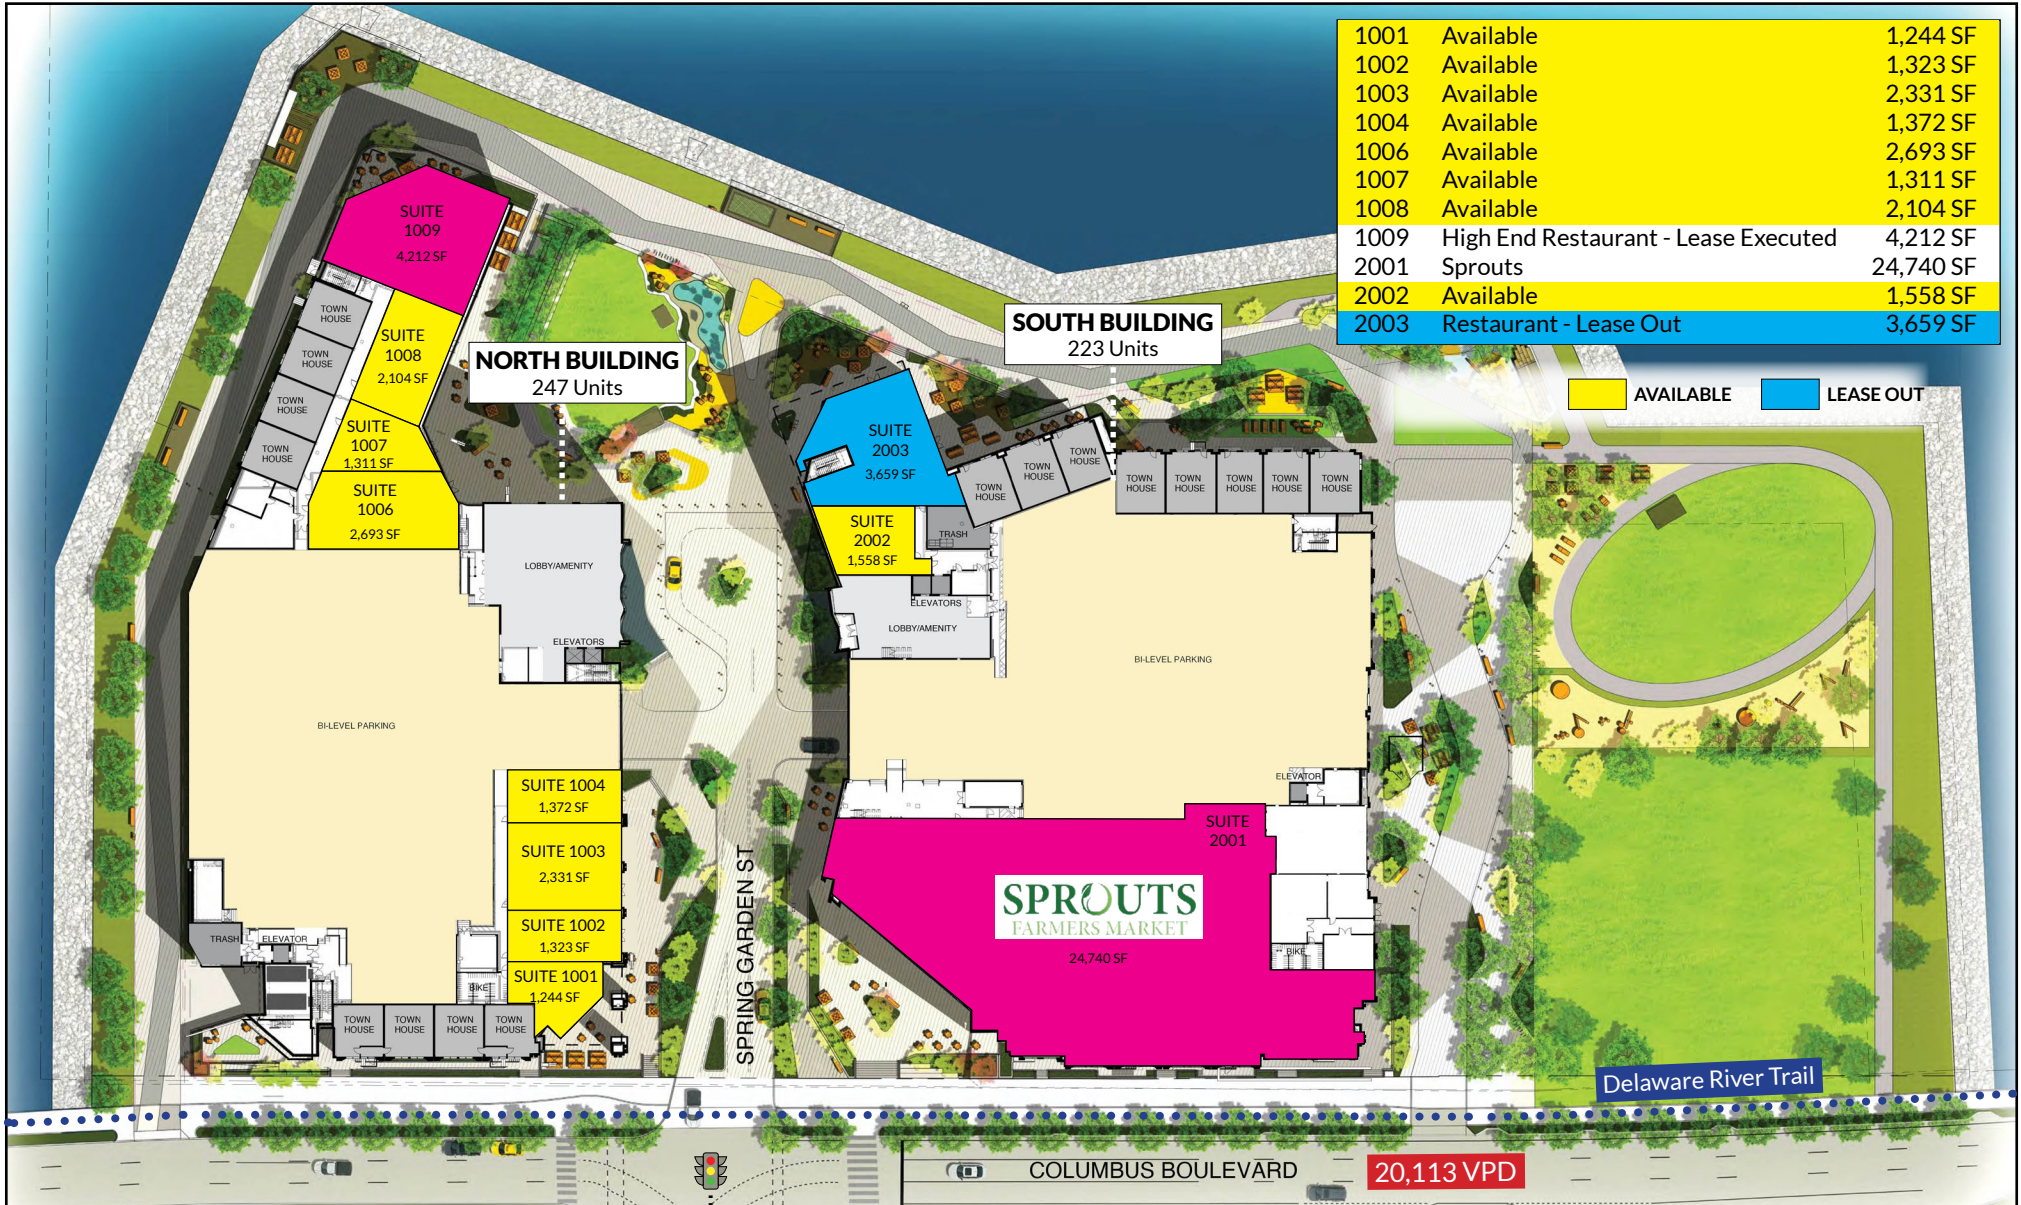 1001 Available 1,244 SF
1002 Available 1,323 SF
1003 Available 2,331 SF
1004 Available 1,372 SF
1006 Available 2,693 SF
1007 Available 1,311 SF
1008 Available 2,104 SF
1009 High End Restaurant - Lease Executed 4,212 SF
2001 Sprouts 24,740 SF
2002 Available 1,558 SF
2003 Restaurant - Lease Out 3,659 SF
AVAILABLE
LEASE OUT
SUITE
1009
4,212 SF
TOWN
HOUSE
TOWN
HOUSE
TOWN
HOUSE
TOWN
HOUSE
SUITE
1008
2,104 SF
SUITE
1007
1,311 SF
SUITE
1006
2,693 SF
NORTH BUILDING
247 Units
SOUTH BUILDING
223 Units
SUITE
2003
3,659 SF
TOWN
HOUSE
TOWN
HOUSE
TOWN
HOUSE
TOWN
HOUSE
TOWN
HOUSE
TOWN
HOUSE
TOWN
HOUSE
TOWN
HOUSE
SUITE
2002
1,558 SF
TRASH
ELEVATORS
LOBBY/AMENITY
LOBBY/AMENITY
ELEVATORS
BI-LEVEL PARKING
BI-LEVEL PARKING
ELEVATOR
SUITE 1004
1,372 SF
SUITE 1003
2,331 SF
SUITE 1002
1,323 SF
SUITE 1001
1,244 SF
TRASH
ELEVATOR
BIKE
TOWN
HOUSE
TOWN
HOUSE
TOWN
HOUSE
TOWN
HOUSE
SPRING GARDEN ST
SUITE
2001
SPROUTS
FARMERS MARKET
24,740 SF
BIKE
Delaware River Trail
COLUMBUS BOULEVARD
20,113 VPD